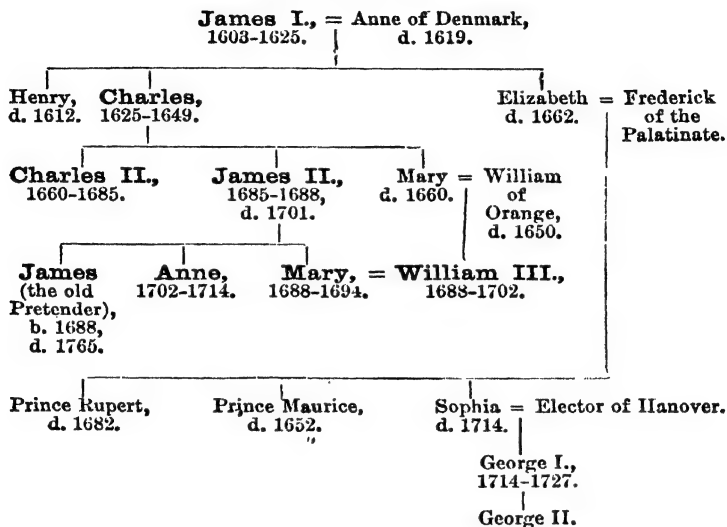 James I., = Anne of Denmark,
1603-1625. d. 1619.
Henry, Charles, Elizabeth = Frederick
d. 1612. 1625-1649. d. 1662. of the
Palatinate.
Charles II., James II., Mary = William
1660-1685. 1685-1688, d. 1660. of
d. 1701. Orange,
d. 1650.
James Anne, Mary, = William III.,
(the old 1702-1714. 1688-1694. 1688-1702.
Pretender),
b. 1688,
d. 1765.
Prince Rupert, Prince Maurice, Sophia = Elector of Hanover.
d. 1682. d. 1652. d. 1714.
George I.,
1714-1727.
George II.